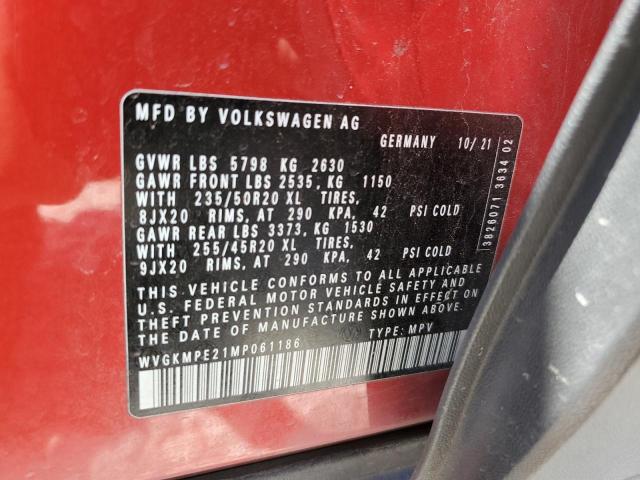 MFD BY VOLKSWAGEN AG
GERMANY 10/ 21
GVWR LBS 5798 KG 2630
GAWR FRONT LBS 2535, KG 1150
WITH 235/50R20 XL TIRES,
8JX20 RIMS, AT 290 KPA, 42 PSI COLD
GAWR REAR LBS 3373, KG 1530
WITH 255/45R20 XL TIRES,
9JX20 RIMS, AT 290 KPA, 42 PSI COLD
THIS VEHICLE CONFORMS TO ALL APPLICABLE
U.S. FEDERAL MOTOR VEHICLE SAFETY AND
THEFT PREVENTION STANDARDS IN EFFECT ON
THE DATE OF MANUFACTURE SHOWN ABOVE.
WVGKMPE21MP061186 TYPE: MPV
3826071 3634 02